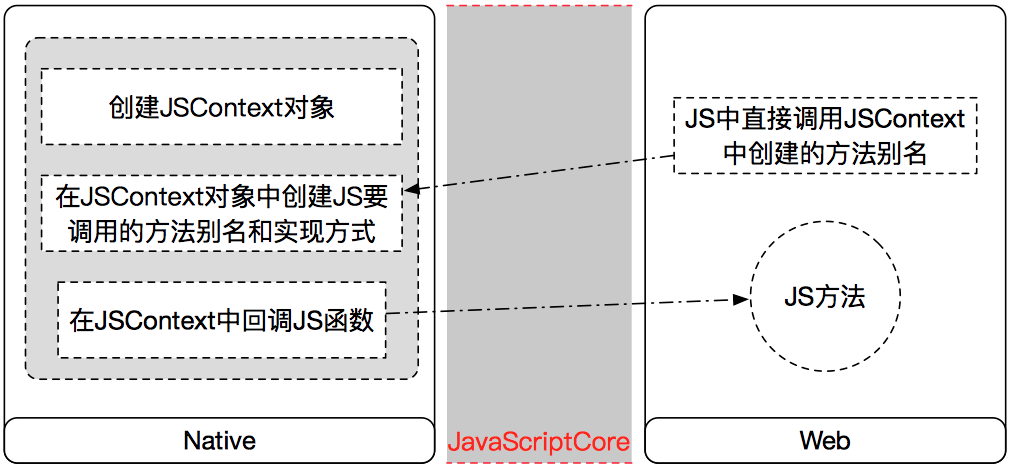 创建JSContext对象
在JSContext对象中创建JS要
调用的方法别名和实现方式
在JSContext中回调JS函数
Native
JavaScriptCore
JS中直接调用JSContext
中创建的方法别名
JS方法
Web